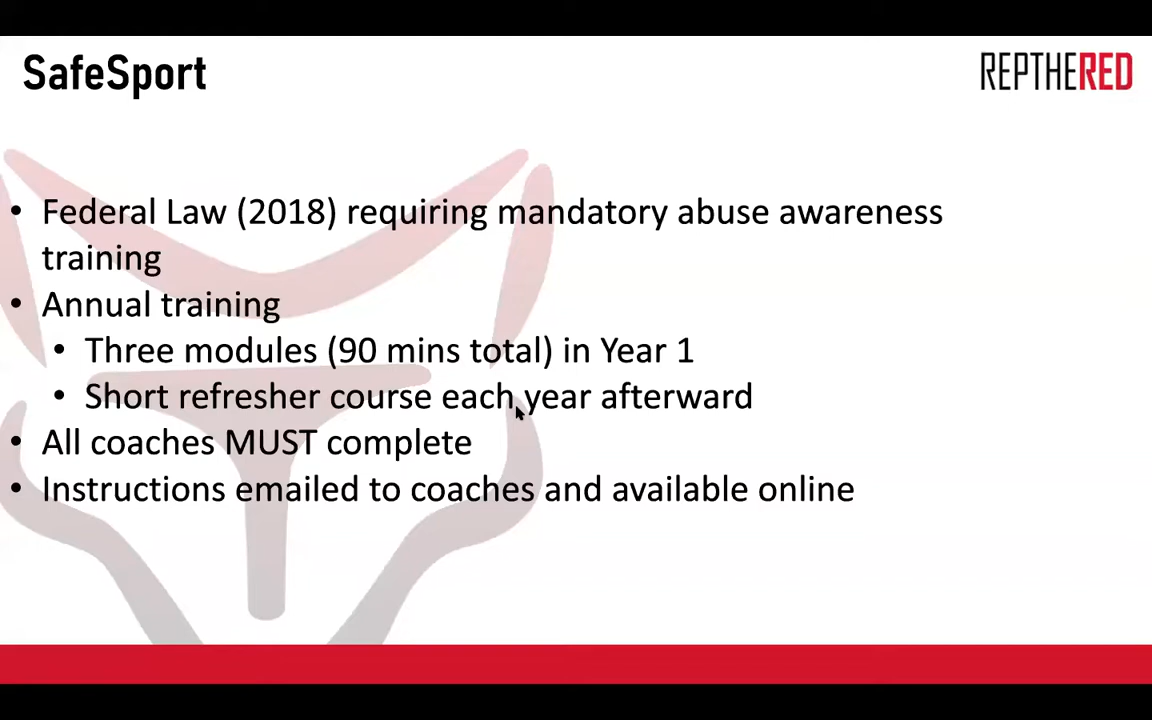 SafeSport
REPTHERED
• Federal Law (2018) requiring mandatory abuse awareness
training
• Annual training
• Three modules (90 mins total) in Year 1
• Short refresher course each year afterward
• All coaches MUST complete
• Instructions emailed to coaches and available online